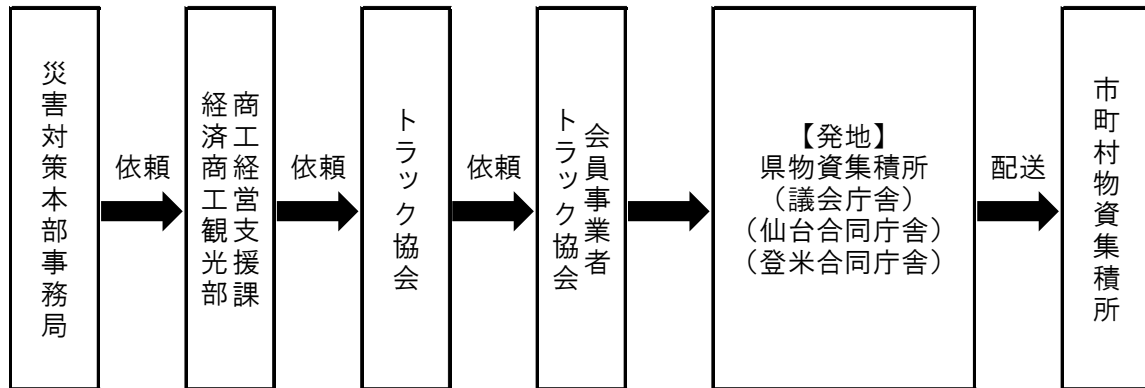 災害対策本部事務局
依頼
経済商工観光部
商工経営支援課
依頼
トラック協会
依頼
トラック協会
会員事業者
【発地】
県物資集積所
（議会庁舎）
（仙台合同庁舎）
（登米合同庁舎）
配送
市町村物資集積所